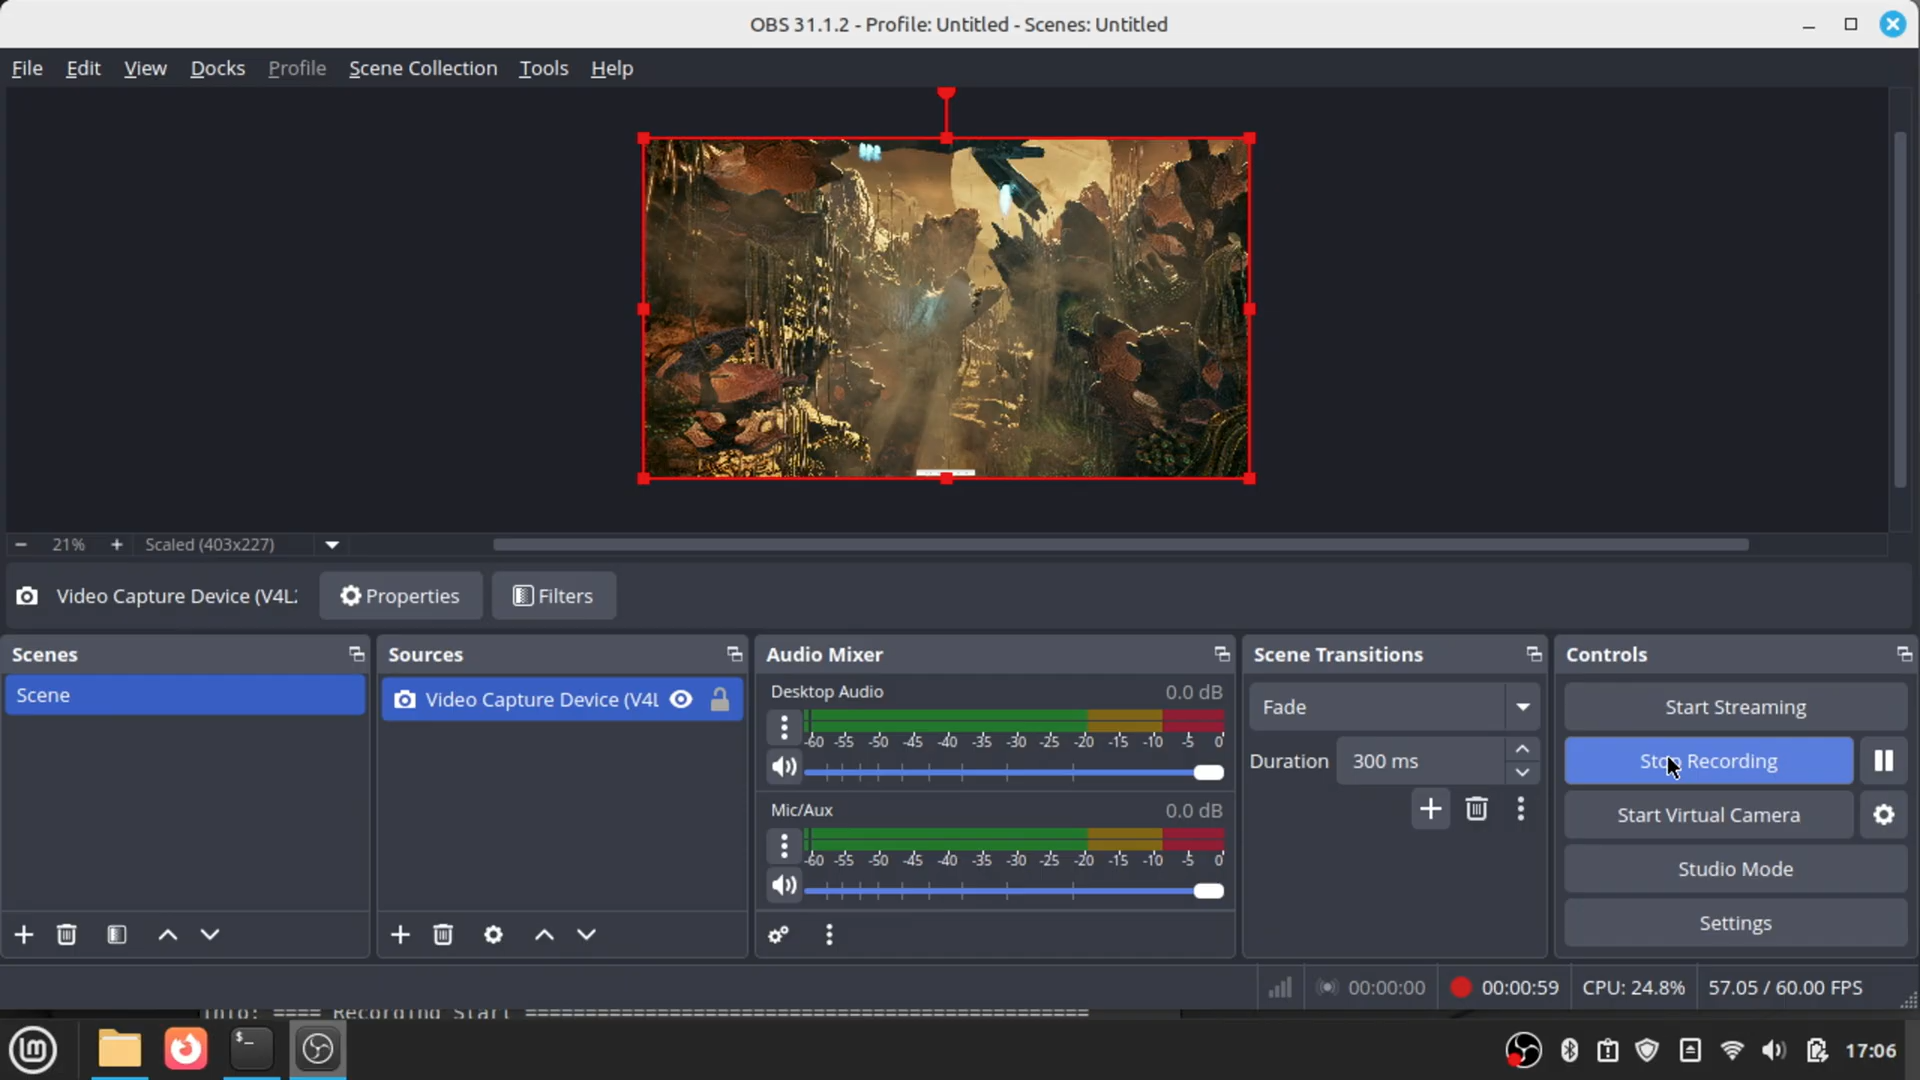 OBS 31.1.2 - Profile: Untitled - Scenes: Untitled
File Edit View Docks Profile Scene Collection Tools Help
21% Scaled (403x227)
Video Capture Device (V4L2 Properties Filters
Scenes
Scene
Sources
Video Capture Device (V4L
Audio Mixer
Desktop Audio 0.0 dB
-60 -55 -50 -45 -40 -35 -30 -25 -20 -15 -10 -5 0
Mic/Aux 0.0 dB
-60 -55 -50 -45 -40 -35 -30 -25 -20 -15 -10 -5 0
Scene Transitions
Fade
Duration 300 ms
Controls
Start Streaming
Stop Recording
Start Virtual Camera
Studio Mode
Settings
00:00:00 00:00:59 CPU: 24.8% 57.05 / 60.00 FPS
info: ==== Recording Start ==============================================
$_
lm
17:06